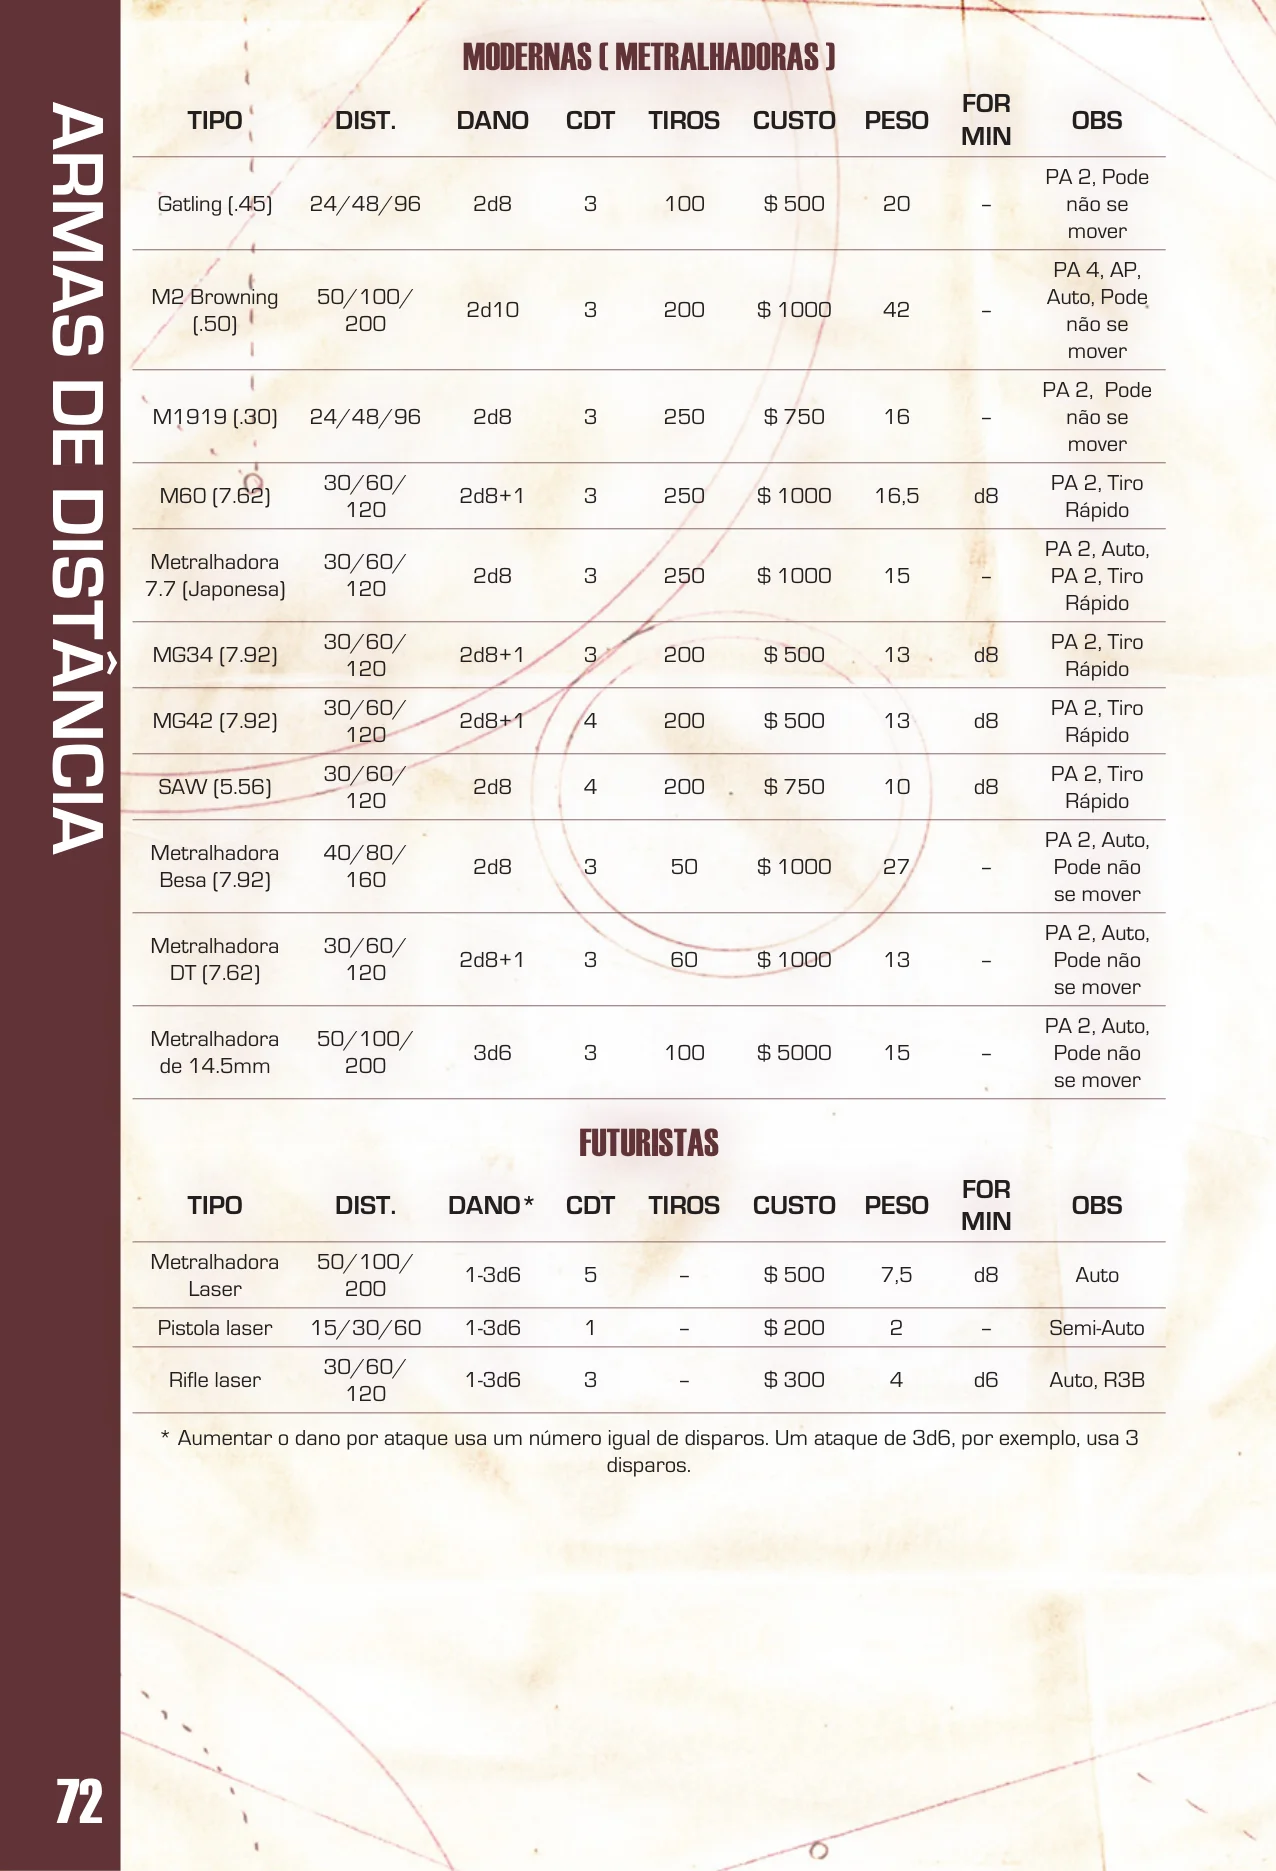 ARMAS DE DISTÂNCIA
MODERNAS ( METRALHADORAS )
TIPO DIST. DANO CDT TIROS CUSTO PESO FOR MIN OBS
Gatling (.45) 24/48/96 2d8 3 100 $ 500 20 – PA 2, Pode
não se
mover
M2 Browning
(.50) 50/100/
200 2d10 3 200 $ 1000 42 – PA 4, AP,
Auto, Pode
não se
mover
M1919 (.30) 24/48/96 2d8 3 250 $ 750 16 – PA 2, Pode
não se
mover
M60 (7.62) 30/60/
120 2d8+1 3 250 $ 1000 16,5 d8 PA 2, Tiro
Rápido
Metralhadora
7.7 (Japonesa) 30/60/
120 2d8 3 250 $ 1000 15 – PA 2, Auto,
PA 2, Tiro
Rápido
MG34 (7.92) 30/60/
120 2d8+1 3 200 $ 500 13 d8 PA 2, Tiro
Rápido
MG42 (7.92) 30/60/
120 2d8+1 4 200 $ 500 13 d8 PA 2, Tiro
Rápido
SAW (5.56) 30/60/
120 2d8 4 200 $ 750 10 d8 PA 2, Tiro
Rápido
Metralhadora
Besa (7.92) 40/80/
160 2d8 3 50 $ 1000 27 – PA 2, Auto,
Pode não
se mover
Metralhadora
DT (7.62) 30/60/
120 2d8+1 3 60 $ 1000 13 – PA 2, Auto,
Pode não
se mover
Metralhadora
de 14.5mm 50/100/
200 3d6 3 100 $ 5000 15 – PA 2, Auto,
Pode não
se mover
FUTURISTAS
TIPO DIST. DANO* CDT TIROS CUSTO PESO FOR MIN OBS
Metralhadora
Laser 50/100/
200 1-3d6 5 – $ 500 7,5 d8 Auto
Pistola laser 15/30/60 1-3d6 1 – $ 200 2 – Semi-Auto
Rifle laser 30/60/
120 1-3d6 3 – $ 300 4 d6 Auto, R3B
* Aumentar o dano por ataque usa um número igual de disparos. Um ataque de 3d6, por exemplo, usa 3
disparos.
72